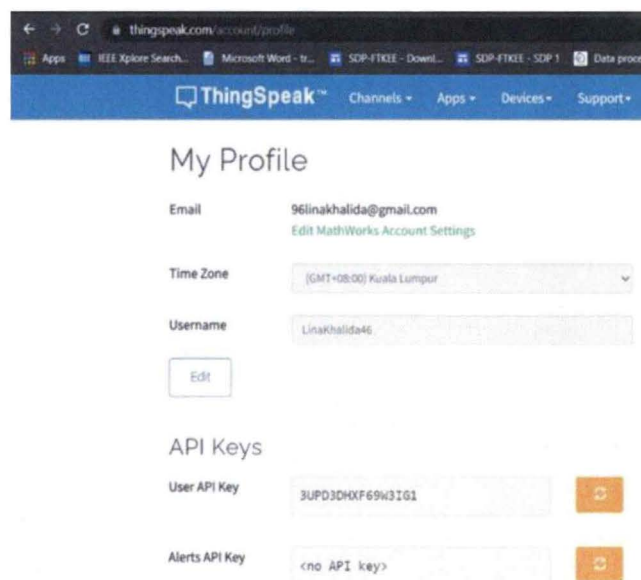 thingspeak.com/account/profile
Apps IEEE Xplore Search... Microsoft Word - tr... SDP-FTKEE - Downl... SDP-FTKEE - SDP 1 Data proce
ThingSpeak™ Channels Apps Devices Support
My Profile
Email 96linakhalida@gmail.com
Edit MathWorks Account Settings
Time Zone (GMT+08:00) Kuala Lumpur
Username LinaKhalida46
Edit
API Keys
User API Key 3UPD3DHXF69W3IG1
Alerts API Key <no API key>